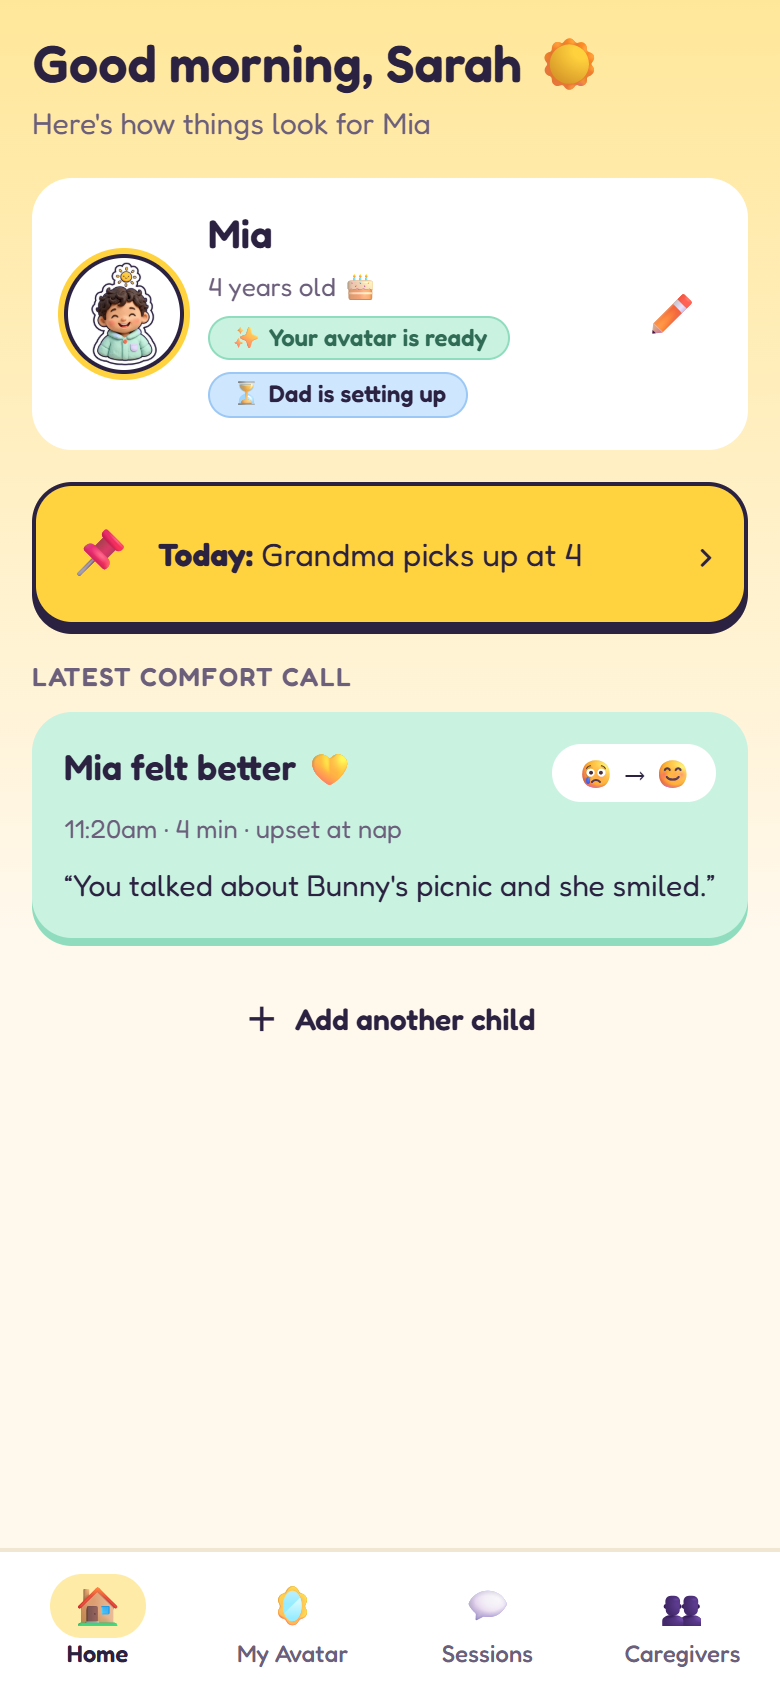 Good morning, Sarah
Here's how things look for Mia
Mia
4 years old
Your avatar is ready
Dad is setting up
Today: Grandma picks up at 4
LATEST COMFORT CALL
Mia felt better
11:20am · 4 min · upset at nap
“You talked about Bunny's picnic and she smiled.”
+ Add another child
Home
My Avatar
Sessions
Caregivers